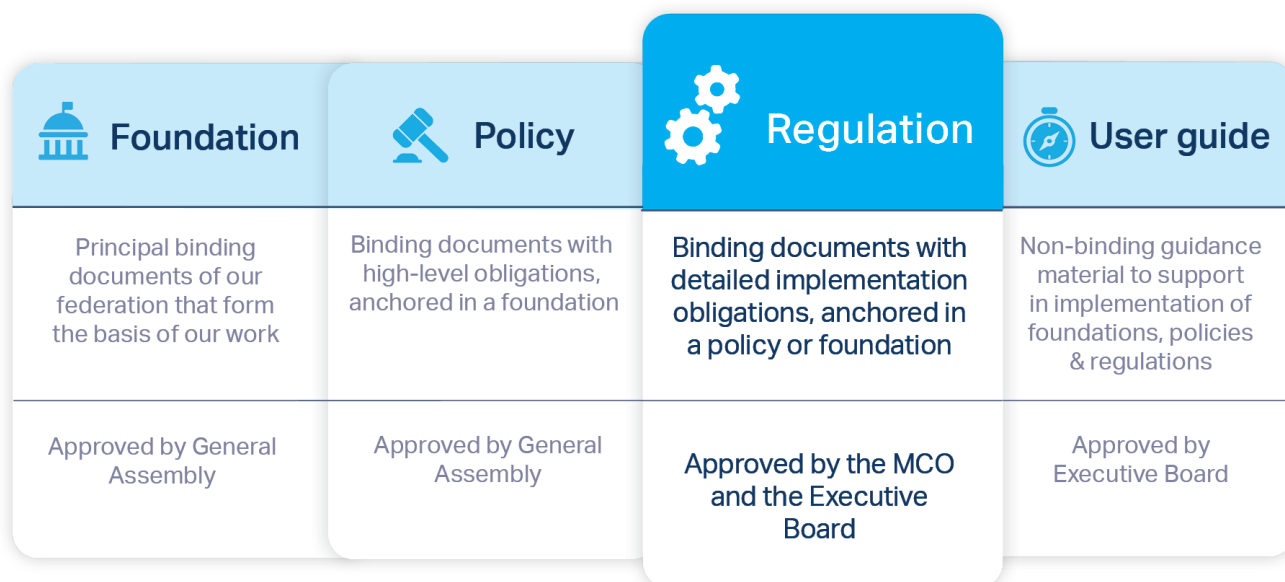 Foundation
Principal binding
documents of our
federation that form
the basis of our work
Approved by General
Assembly
Policy
Binding documents with
high-level obligations,
anchored in a foundation
Approved by General
Assembly
Regulation
Binding documents with
detailed implementation
obligations, anchored in
a policy or foundation
Approved by the MCO
and the Executive
Board
User guide
Non-binding guidance
material to support
in implementation of
foundations, policies
& regulations
Approved by
Executive Board